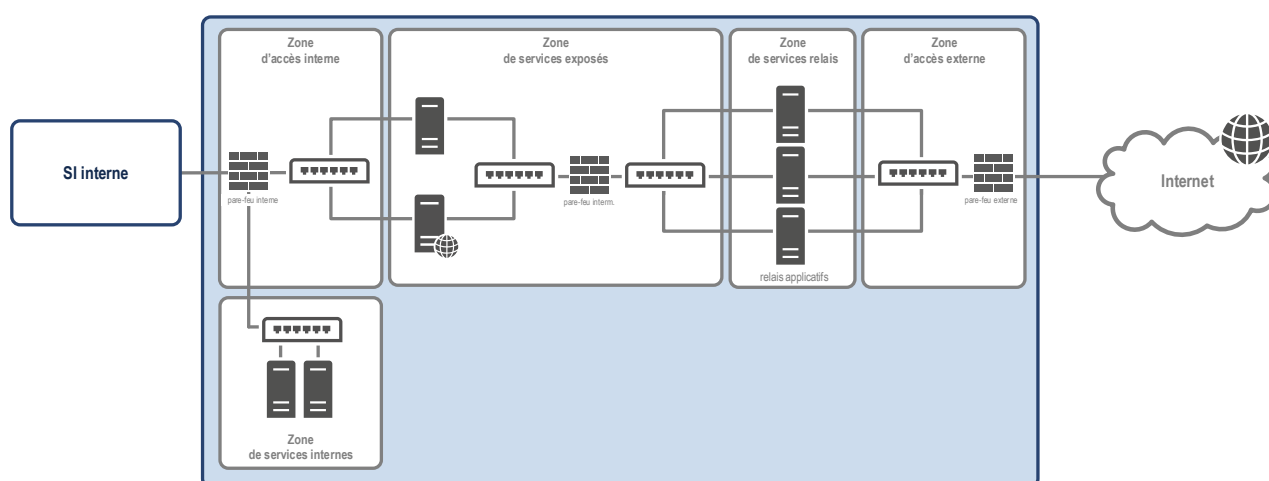 Zone
d'accès interne
Zone
de services exposés
Zone
de services relais
Zone
d'accès externe
SI interne
pare-feu interne
pare-feu interm.
pare-feu externe
Internet
relais applicatifs
Zone
de services internes